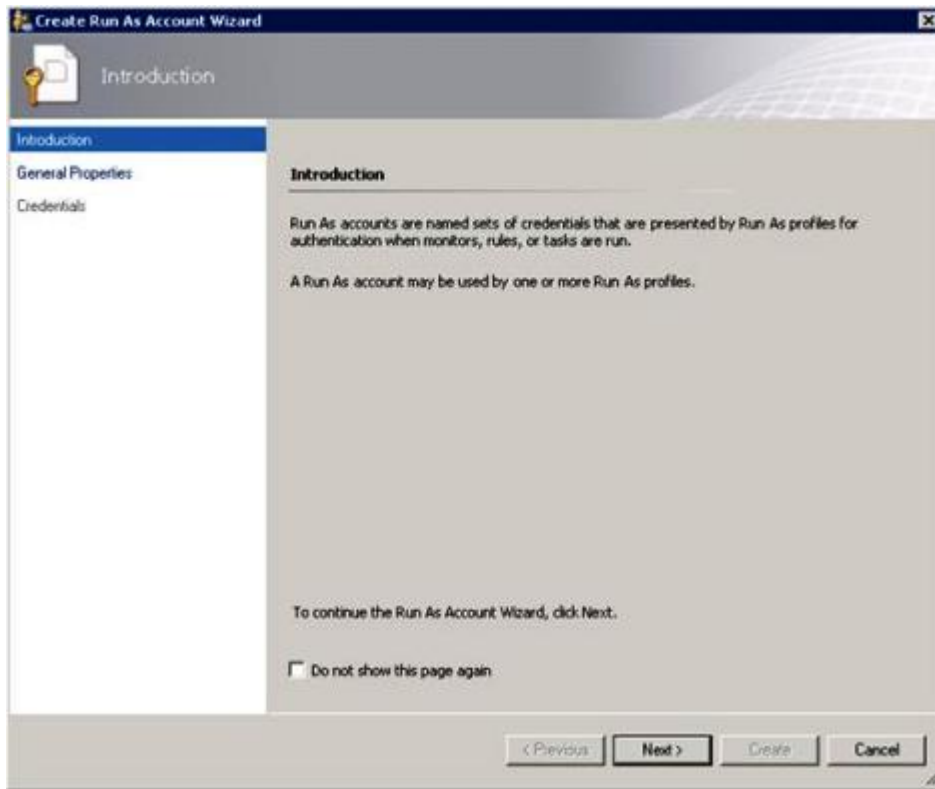 Create Run As Account Wizard
Introduction
Introduction
General Properties
Credentials
Introduction
Run As accounts are named sets of credentials that are presented by Run As profiles for
authentication when monitors, rules, or tasks are run.
A Run As account may be used by one or more Run As profiles.
To continue the Run As Account Wizard, click Next.
Do not show this page again
< Previous
Next >
Create
Cancel